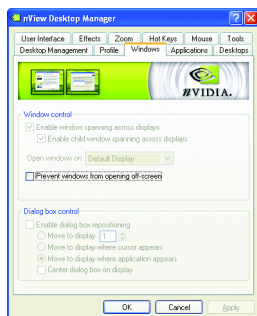 nView Desktop Manager
User Interface Effects Zoom Hot Keys Mouse Tools
Desktop Management Profile Windows Applications Desktops
nVIDIA.
Window control
Enable window spanning across displays
Enable child window spanning across displays
Open windows on Default Display
Prevent windows from opening off-screen
Dialog box control
Enable dialog box repositioning
Move to display 1
Move to display where cursor appears
Move to display where application appears
Center dialog box on display
OK Cancel Apply